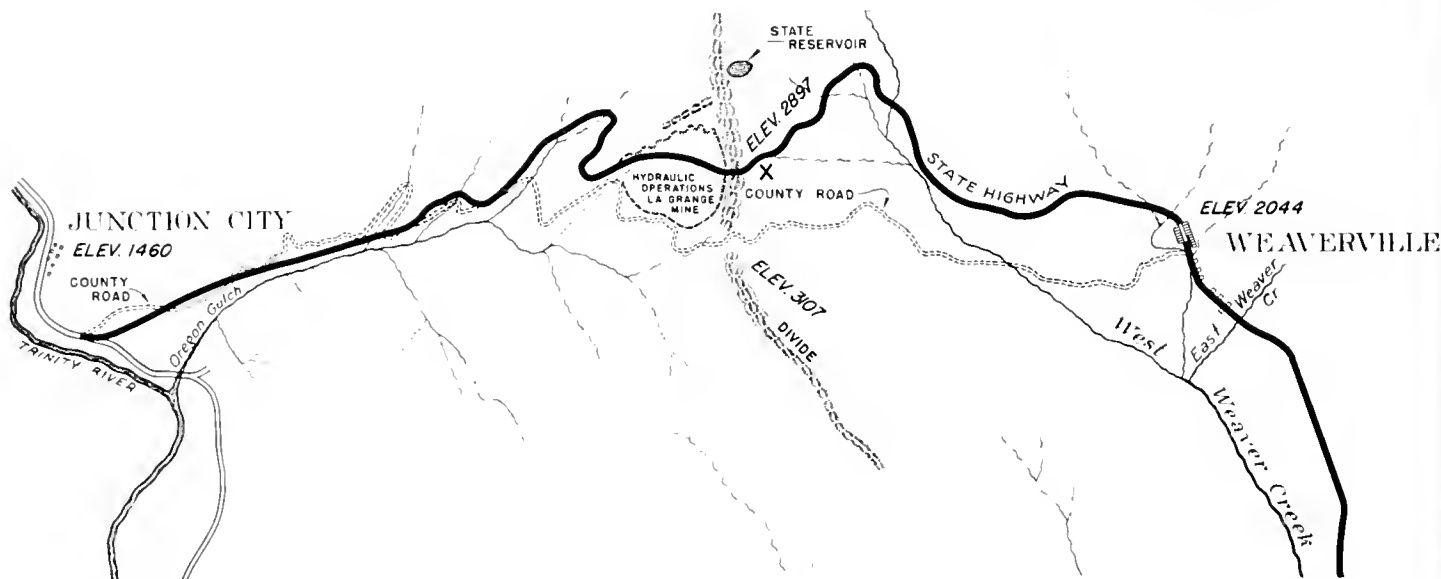 STATE
RESERVOIR
ELEV. 2897
HYDRAULIC
OPERATIONS
LA GRANGE
MINE
X
COUNTY ROAD
STATE HIGHWAY
JUNCTION CITY
ELEV. 1460
COUNTY
ROAD
Oregon Gulch
TRINITY RIVER
ELEV. 3107
DIVIDE
ELEV. 2044
WEAVERVILLE
East Weaver
Cr
West
Weaver Creek